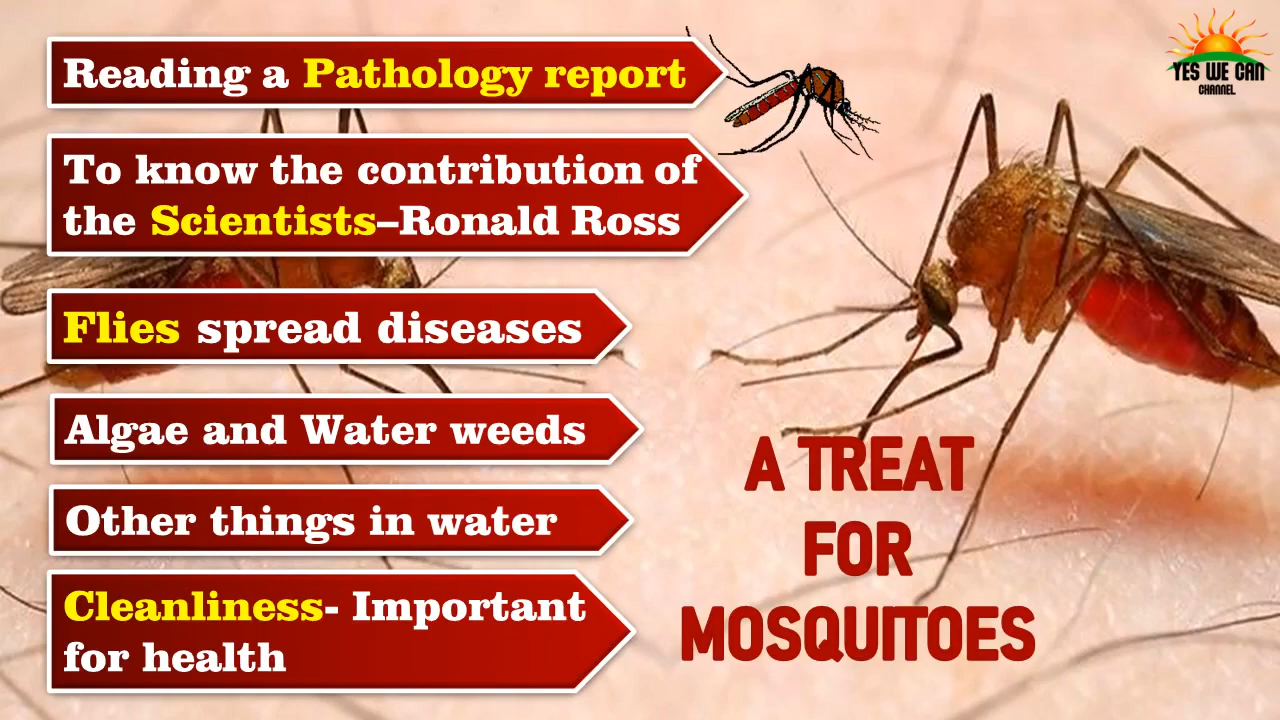 Reading a Pathology report
To know the contribution of
the Scientists–Ronald Ross
Flies spread diseases
Algae and Water weeds
Other things in water
Cleanliness- Important
for health
YES WE CAN
CHANNEL
A TREAT
FOR
MOSQUITOES